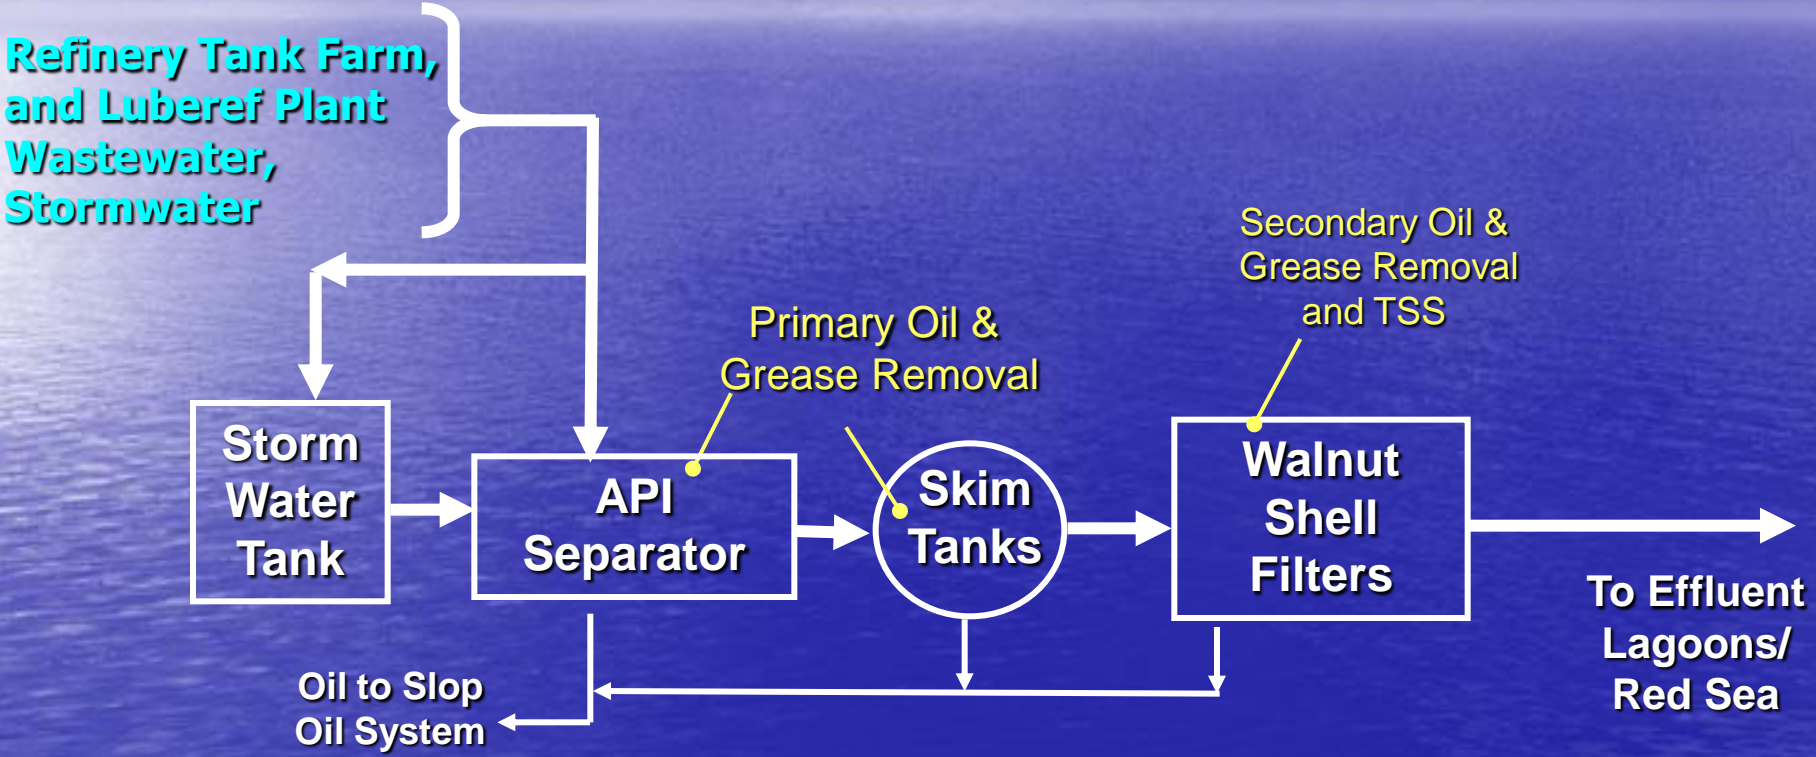 Refinery Tank Farm,
and Luberef Plant
Wastewater,
Stormwater
Secondary Oil &
Grease Removal
and TSS
Primary Oil &
Grease Removal
Storm
Water
Tank
API
Separator
Skim
Tanks
Walnut
Shell
Filters
To Effluent
Lagoons/
Red Sea
Oil to Slop
Oil System